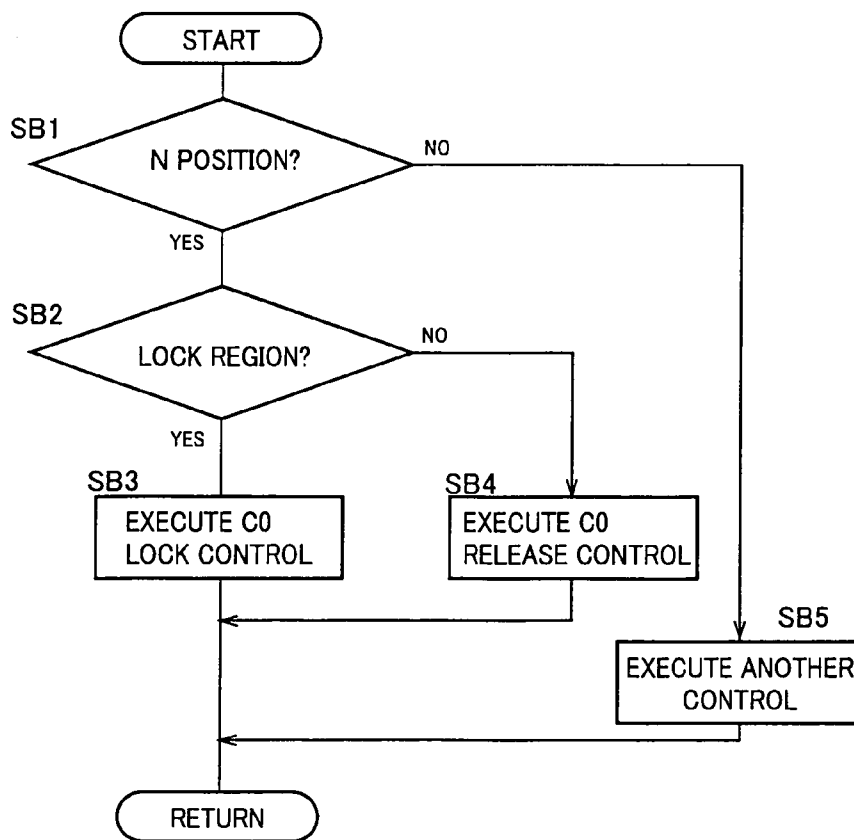 START
SB1
N POSITION?
NO
YES
SB2
LOCK REGION?
NO
YES
SB3
EXECUTE C0
LOCK CONTROL
SB4
EXECUTE C0
RELEASE CONTROL
SB5
EXECUTE ANOTHER
CONTROL
RETURN